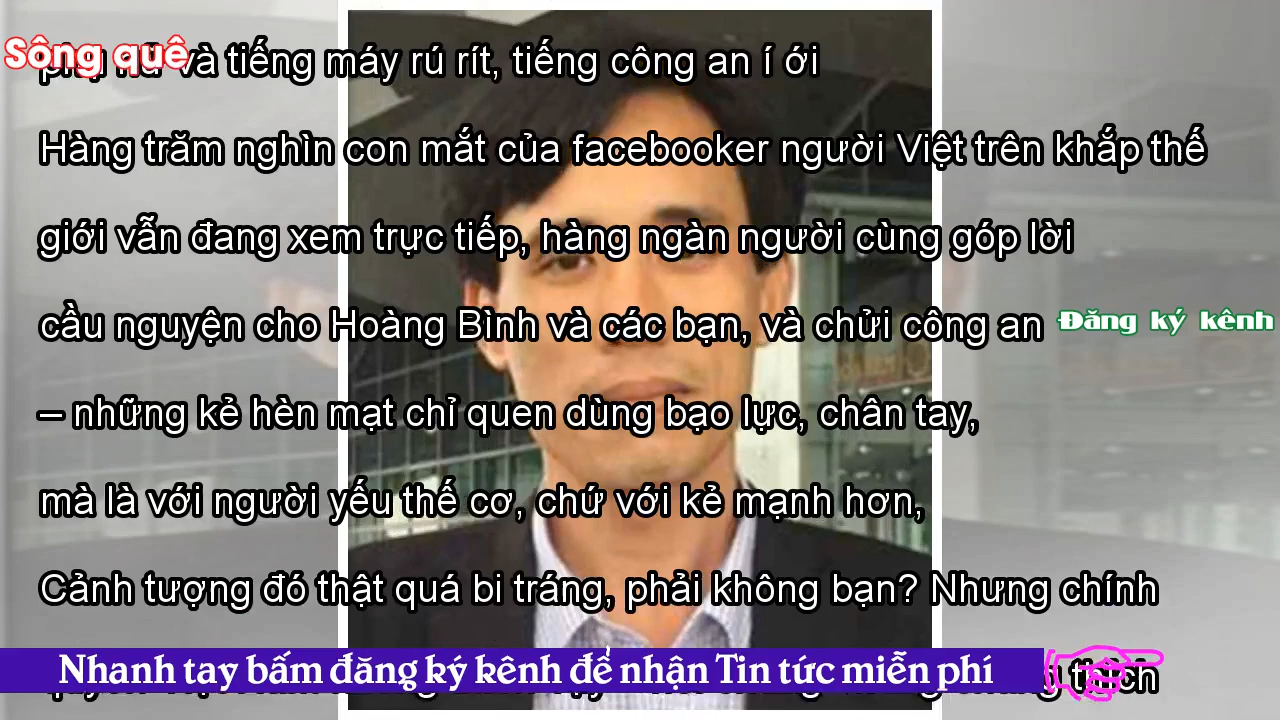 Sông quê
và tiếng máy rú rít, tiếng công an í ới
Hàng trăm nghìn con mắt của facebooker người Việt trên khắp thế
giới vẫn đang xem trực tiếp, hàng ngàn người cùng góp lời
cầu nguyện cho Hoàng Bình và các bạn, và chửi công an
Đăng ký kênh
– những kẻ hèn mạt chỉ quen dùng bạo lực, chân tay,
mà là với người yếu thế cơ, chứ với kẻ mạnh hơn,
Cảnh tượng đó thật quá bi tráng, phải không bạn? Nhưng chính
Nhanh tay bấm đăng ký kênh để nhận Tin tức miễn phí